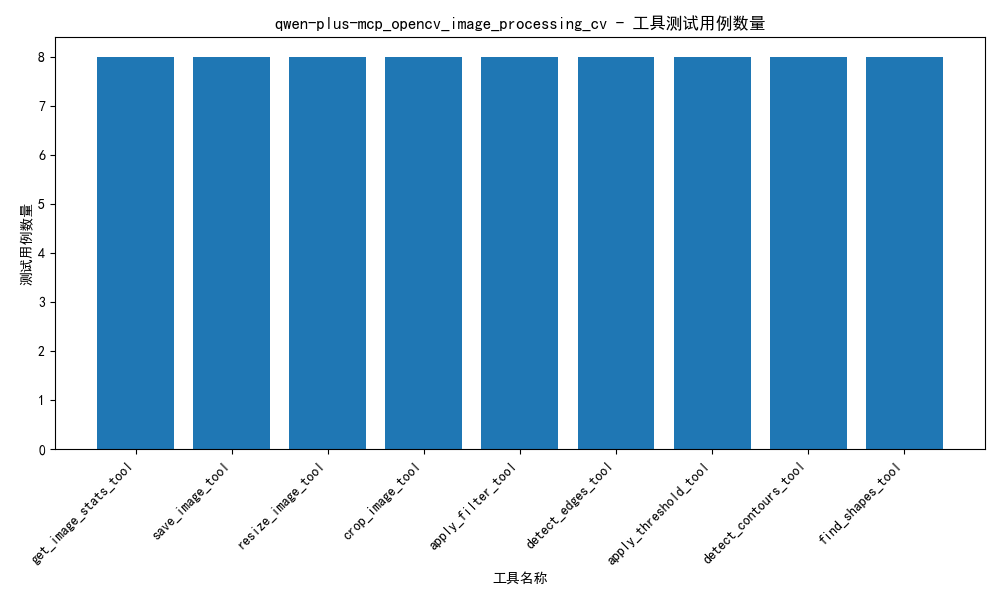 qwen-plus-mcp_opencv_image_processing_cv - 工具测试用例数量
测试用例数量
8
7
6
5
4
3
2
1
0
get_image_stats_tool
save_image_tool
resize_image_tool
crop_image_tool
apply_filter_tool
detect_edges_tool
apply_threshold_tool
detect_contours_tool
find_shapes_tool
工具名称